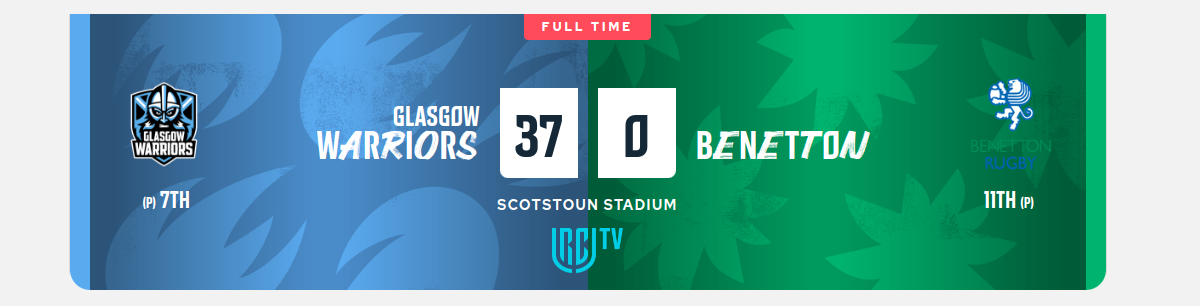 FULL TIME
GLASGOW
WARRIORS
37
0
BENETTON
GLASGOW
WARRIORS
BENETTON
RUGBY
(P) 7TH
SCOTSTOUN STADIUM
11TH (P)
URC TV